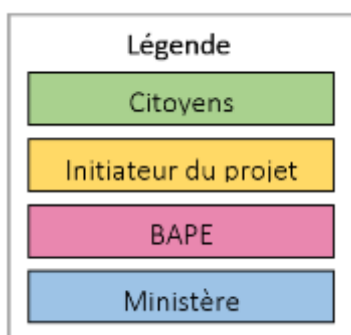 Légende
Citoyens
Initiateur du projet
BAPE
Ministère